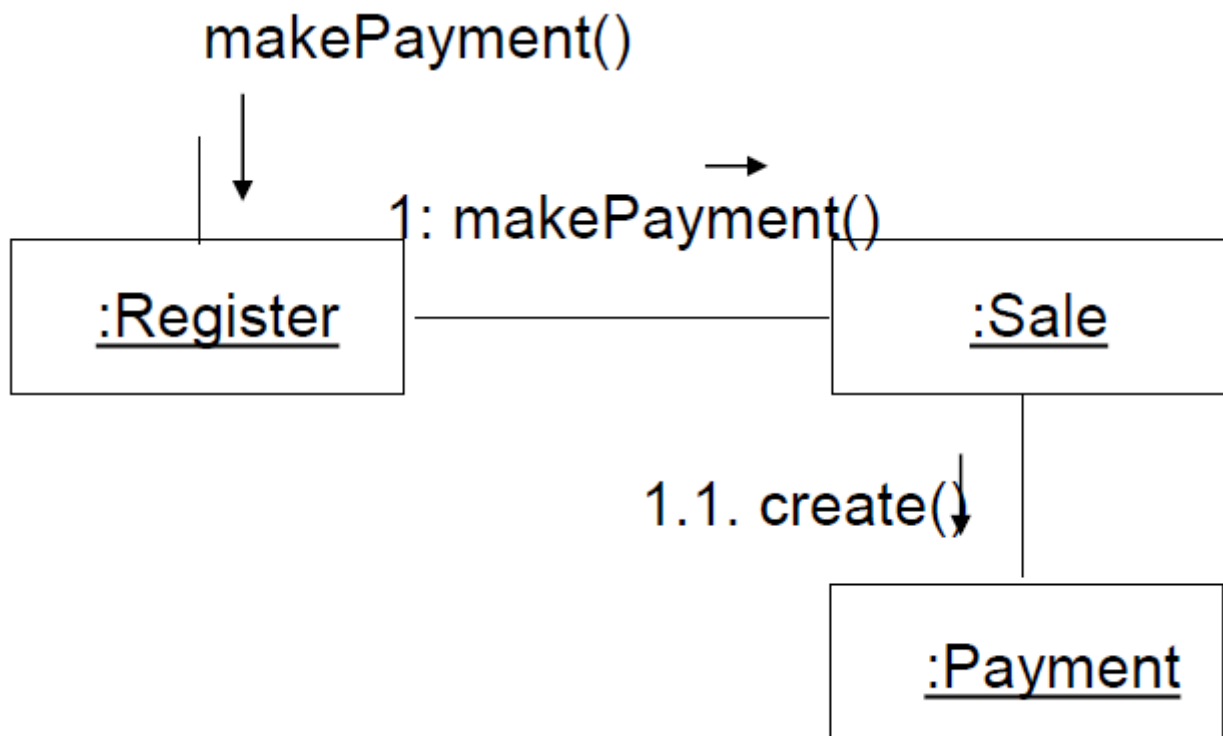 makePayment()
1: makePayment()
:Register
:Sale
1.1. create()
:Payment